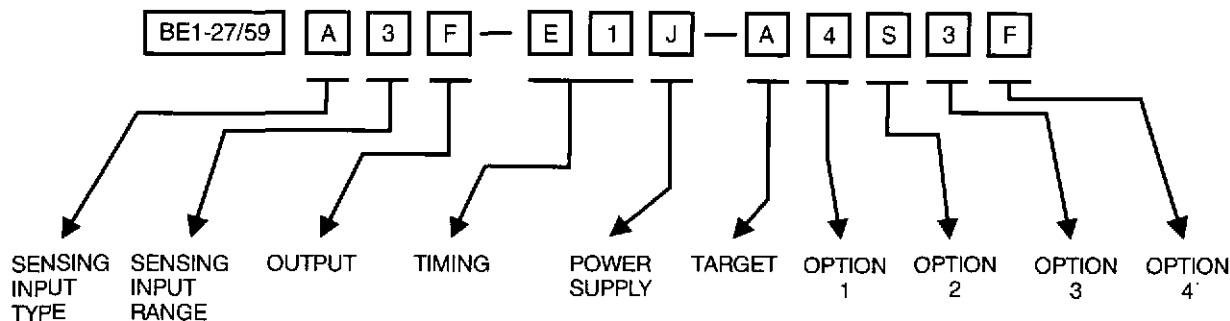 BE1-27/59 A 3 F — E 1 J — A 4 S 3 F
SENSING INPUT TYPE
SENSING INPUT RANGE
OUTPUT
TIMING
POWER SUPPLY
TARGET
OPTION 1
OPTION 2
OPTION 3
OPTION 4